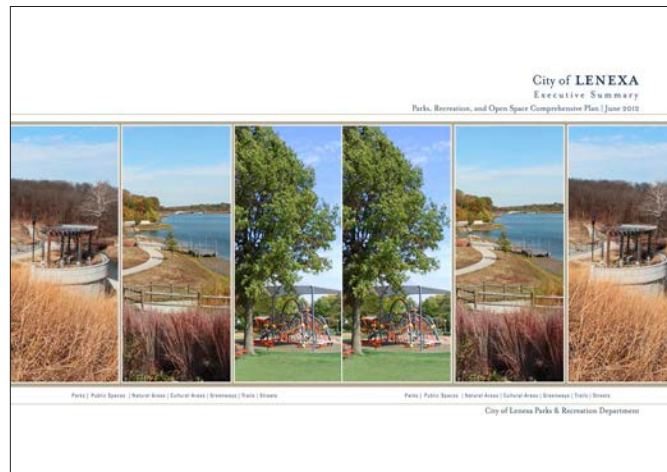 City of LENEXA
Executive Summary
Parks, Recreation, and Open Space Comprehensive Plan | June 2012
Parks | Public Spaces | Natural Areas | Cultural Areas | Greenways | Trails | Streets
Parks | Public Spaces | Natural Areas | Cultural Areas | Greenways | Trails | Streets
City of Lenexa Parks & Recreation Department